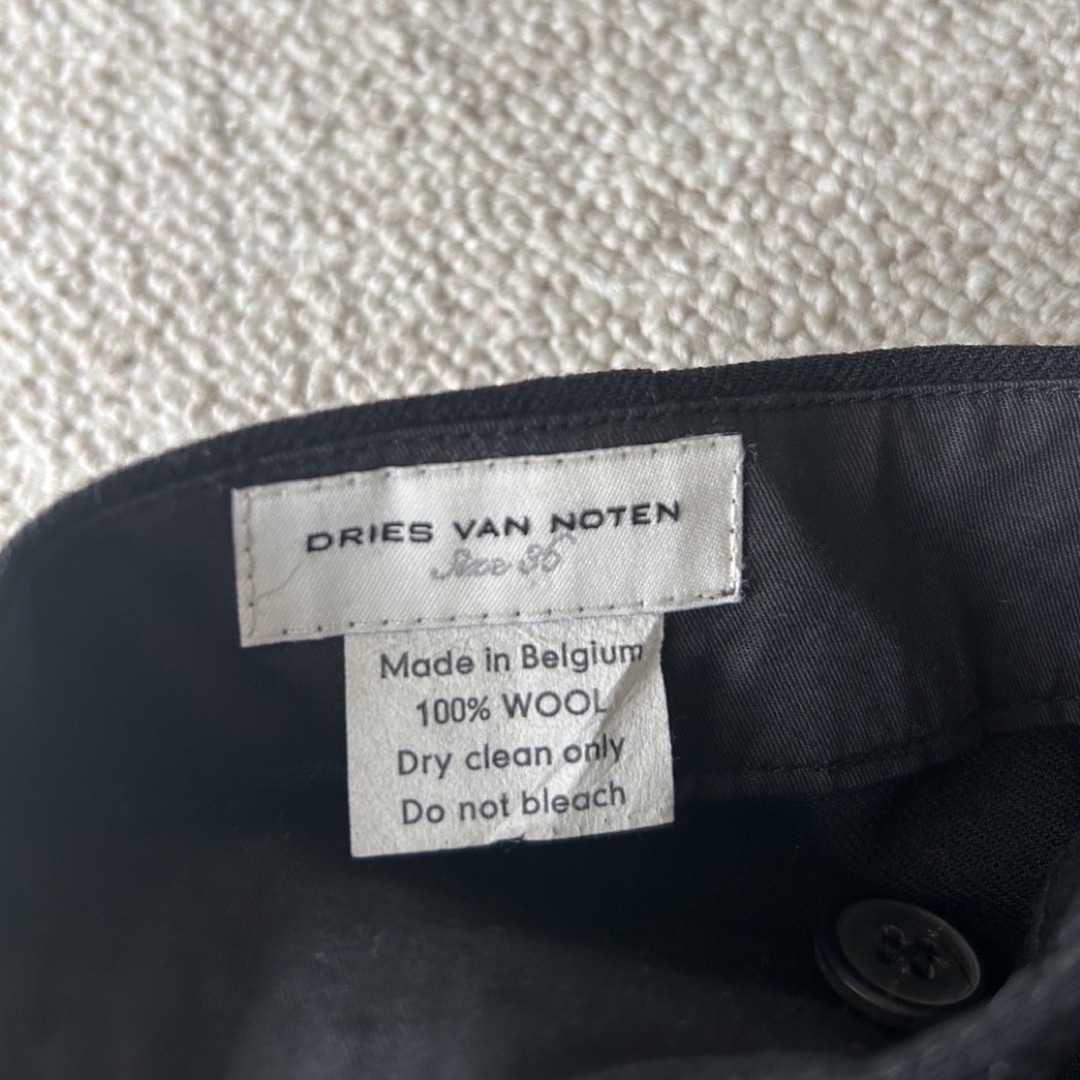 DRIES VAN NOTEN
Size 36
Made in Belgium
100% WOOL
Dry clean only
Do not bleach